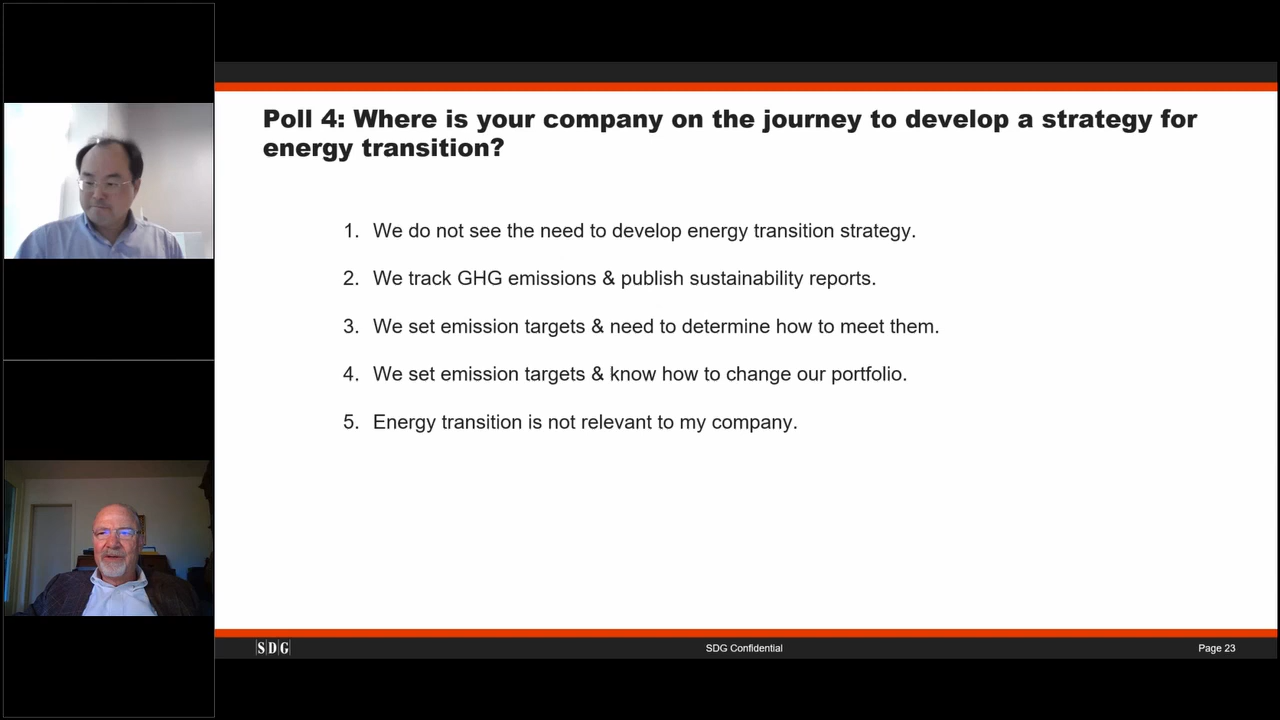 Poll 4: Where is your company on the journey to develop a strategy for
energy transition?
1. We do not see the need to develop energy transition strategy.
2. We track GHG emissions & publish sustainability reports.
3. We set emission targets & need to determine how to meet them.
4. We set emission targets & know how to change our portfolio.
5. Energy transition is not relevant to my company.
SDG
SDG Confidential
Page 23